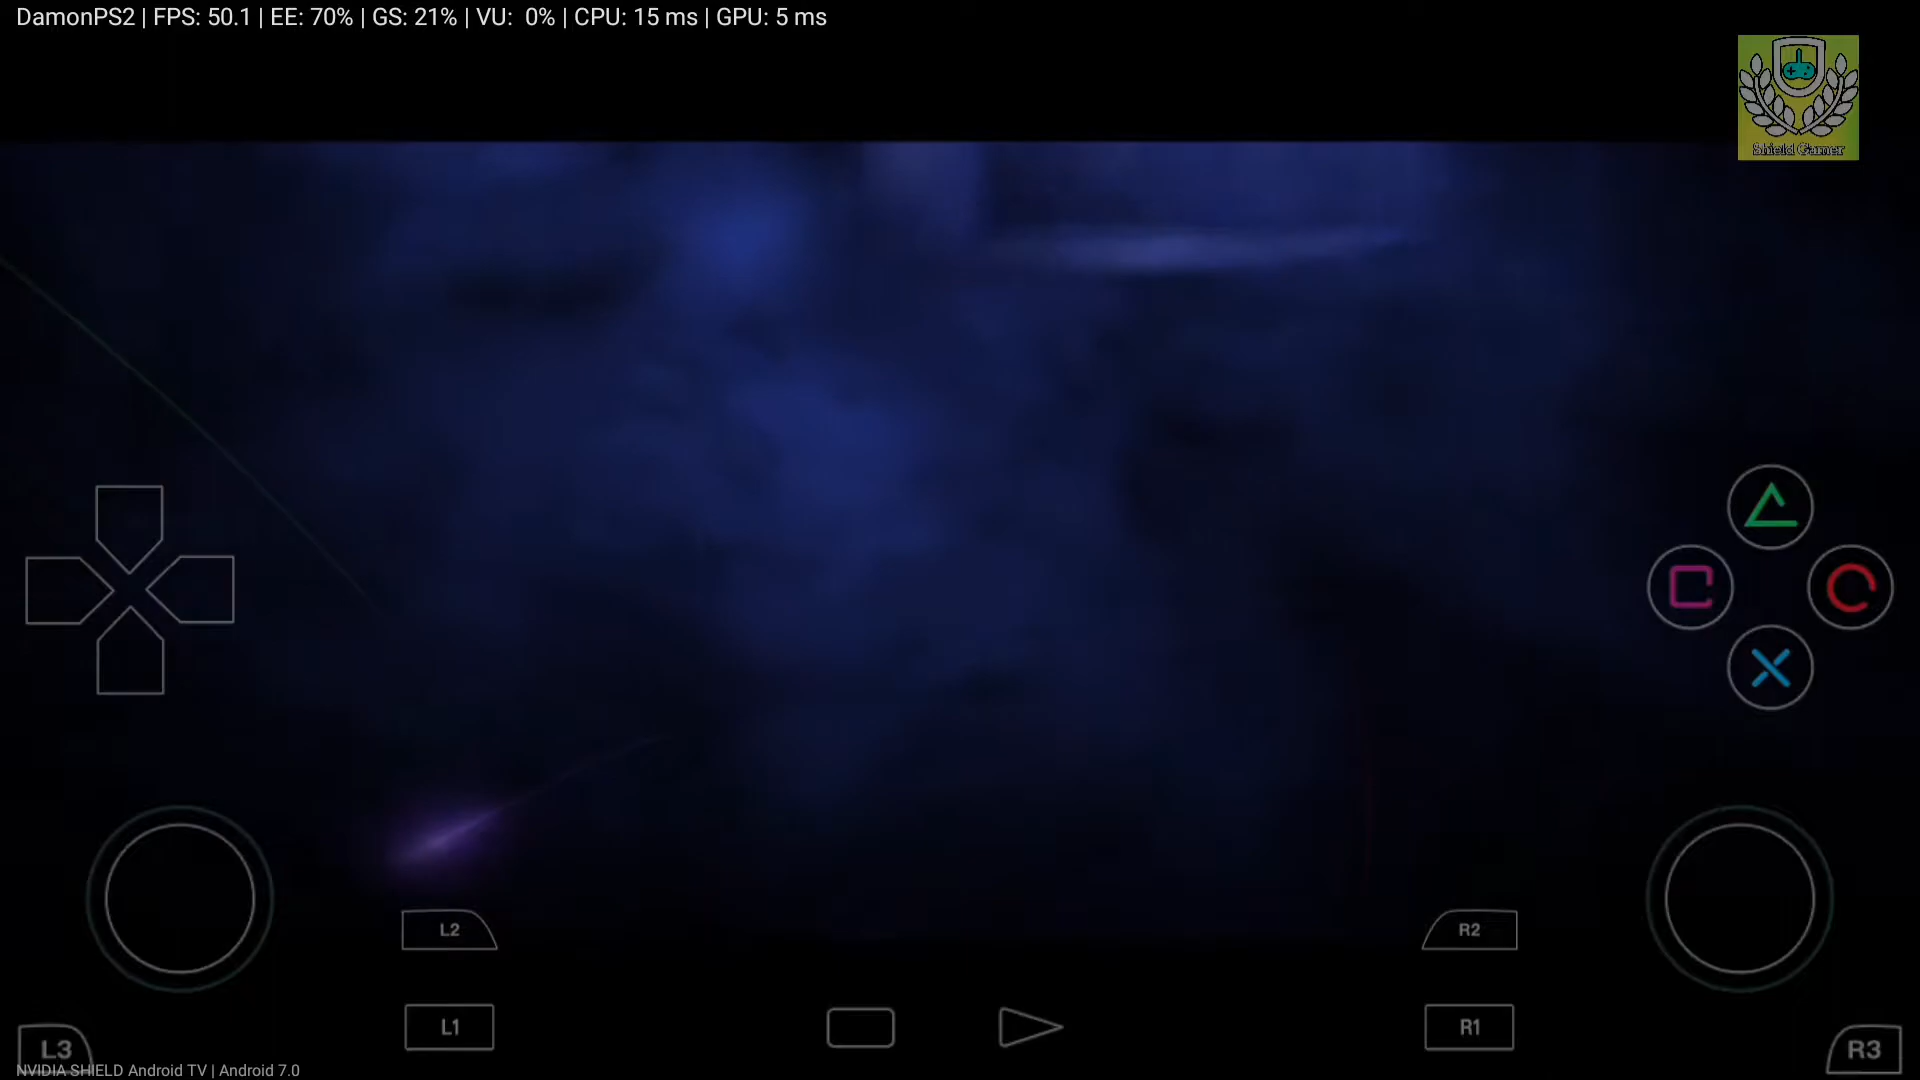 DamonPS2 | FPS: 50.1 | EE: 70% | GS: 21% | VU:  0% | CPU: 15 ms | GPU: 5 ms
Shield Gamer
L2
R2
L1
R1
L3
R3
NVIDIA SHIELD Android TV | Android 7.0